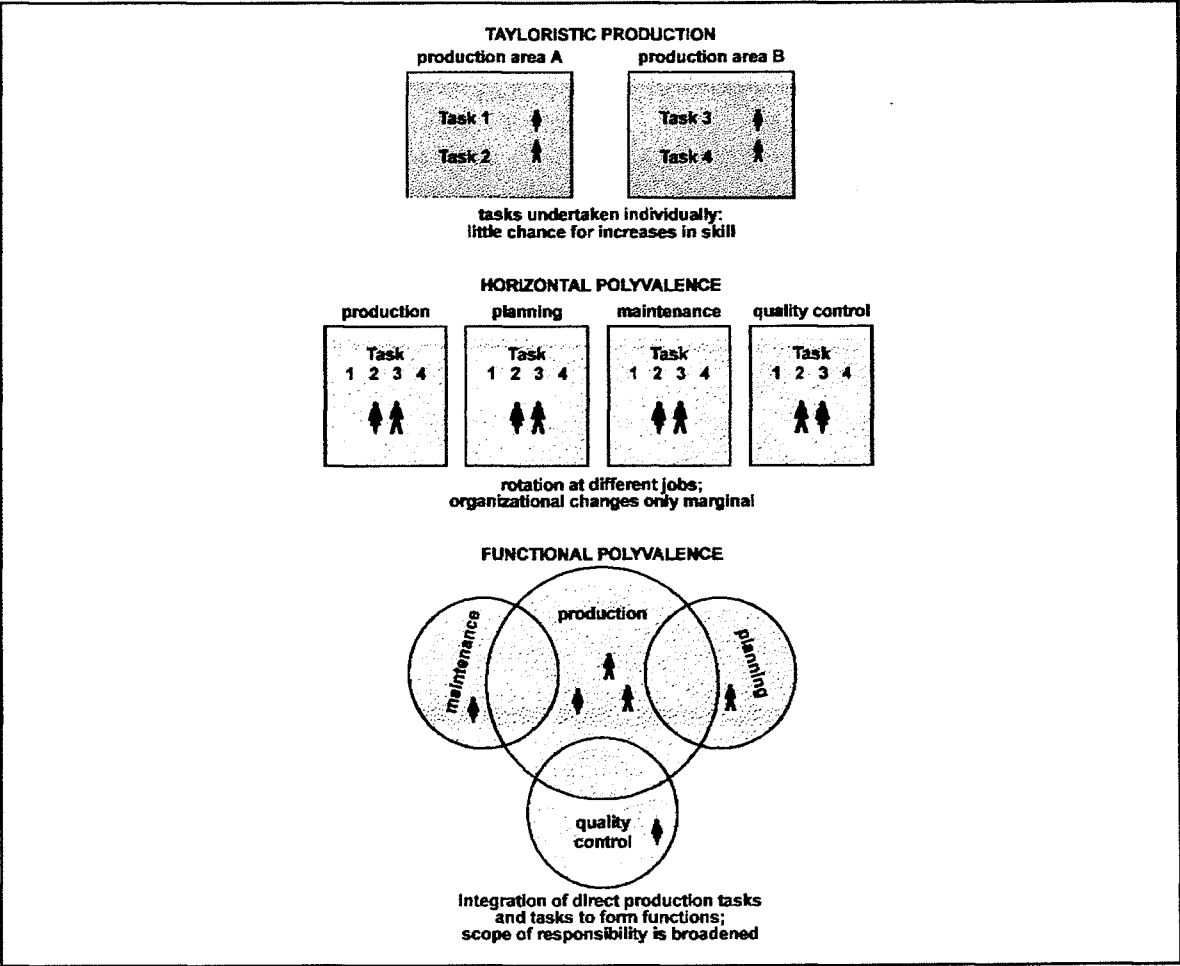 TAYLORISTIC PRODUCTION
production area A
production area B
Task 1
Task 2
Task 3
Task 4
tasks undertaken individually:
little chance for increases in skill
HORIZONTAL POLYVALENCE
production
planning
maintenance
quality control
Task
1 2 3 4
Task
1 2 3 4
Task
1 2 3 4
Task
1 2 3 4
rotation at different jobs;
organizational changes only marginal
FUNCTIONAL POLYVALENCE
production
maintenance
planning
quality
control
integration of direct production tasks
and tasks to form functions;
scope of responsibility is broadened